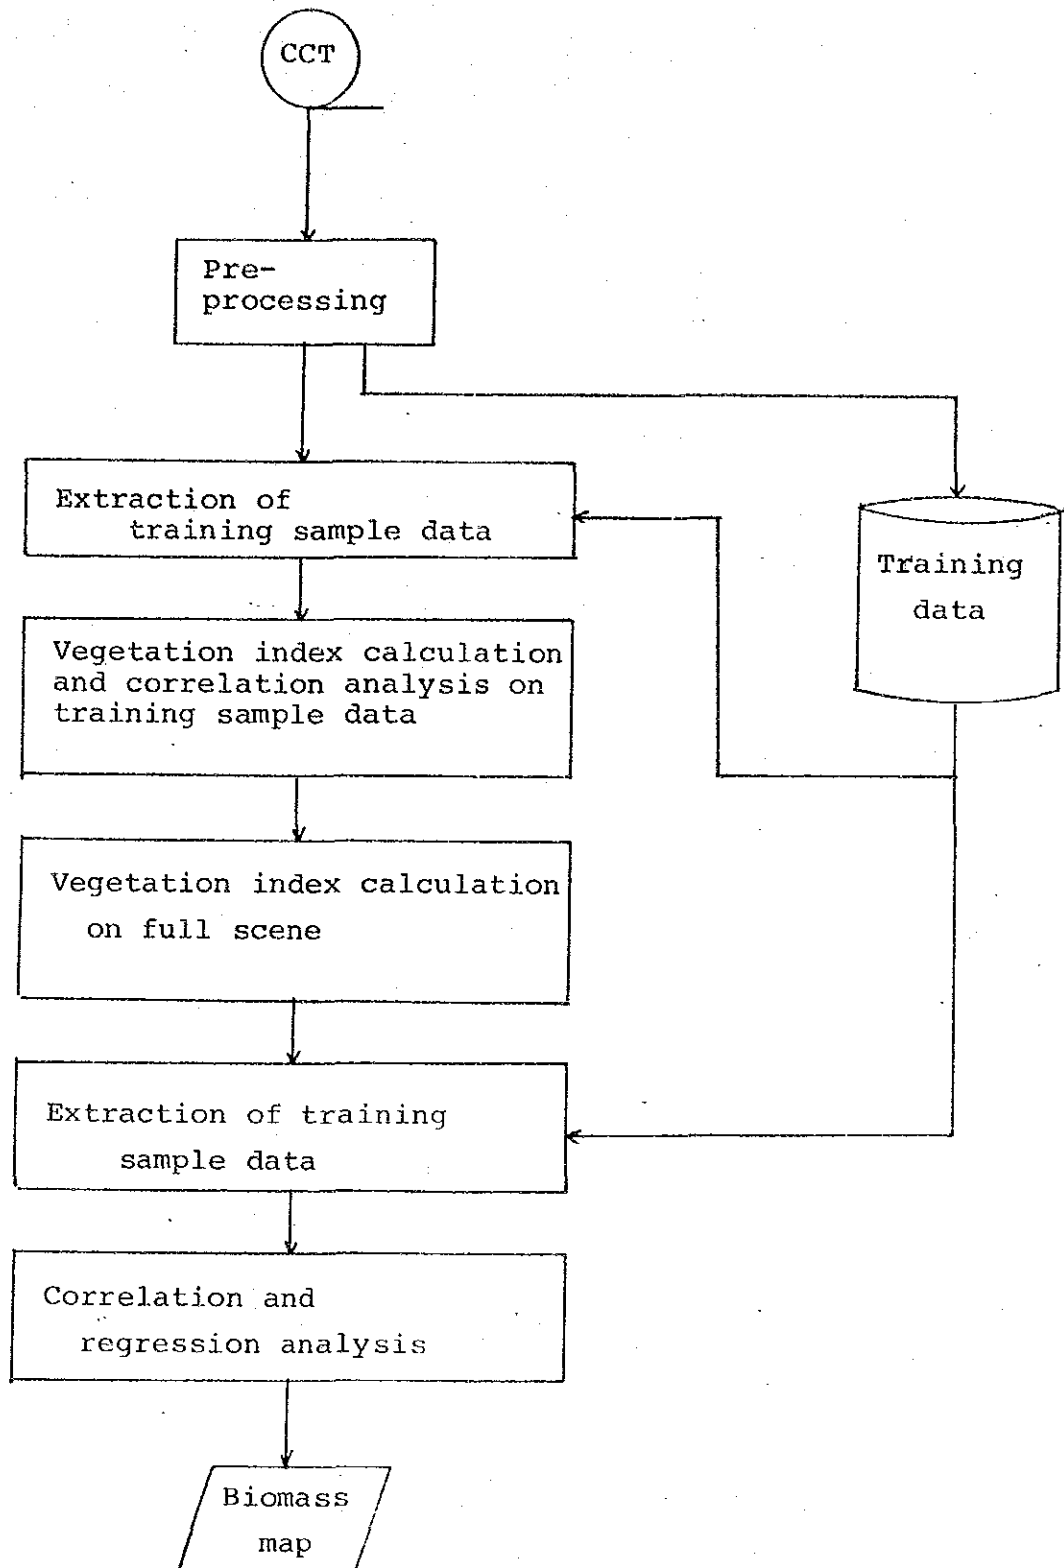 CCT
Pre-
processing
Extraction of
training sample data
Training
data
Vegetation index calculation
and correlation analysis on
training sample data
Vegetation index calculation
on full scene
Extraction of training
sample data
Correlation and
regression analysis
Biomass
map